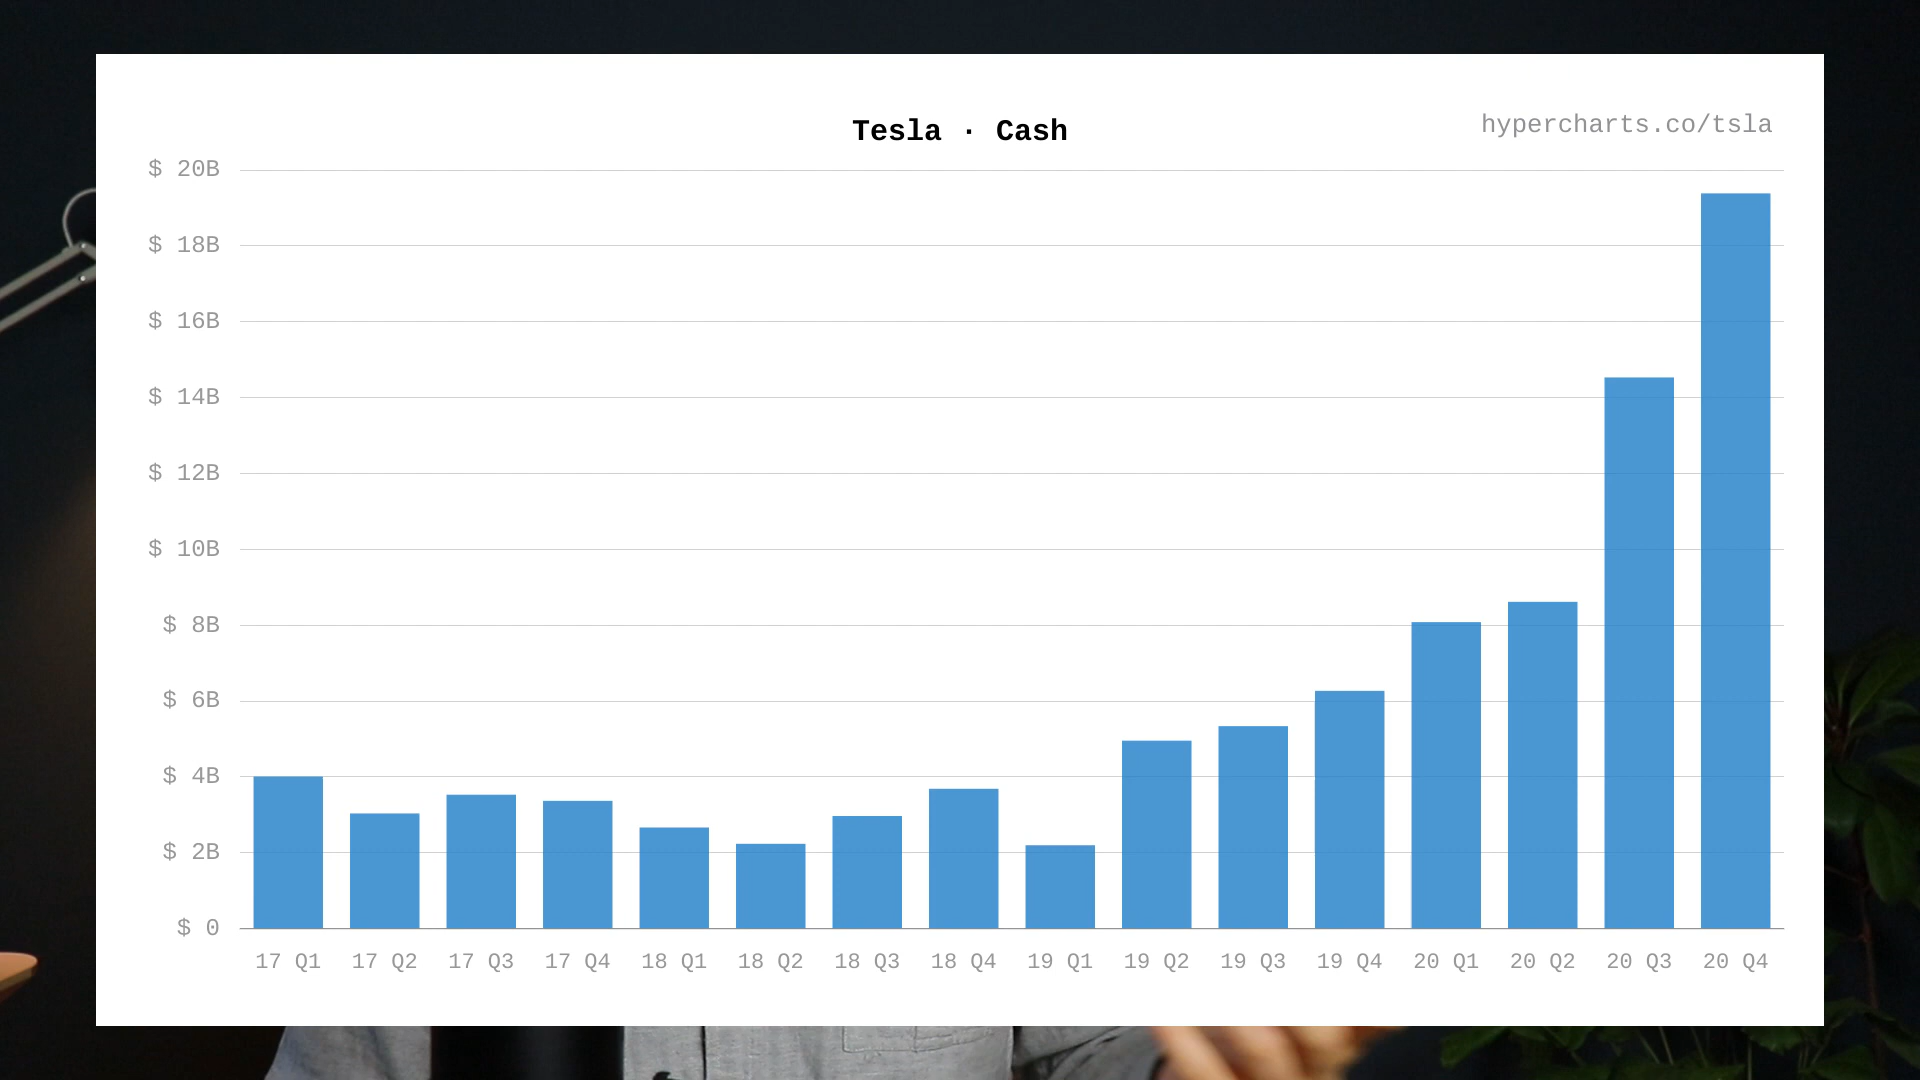 Tesla · Cash
hypercharts.co/tsla
$ 20B
$ 18B
$ 16B
$ 14B
$ 12B
$ 10B
$ 8B
$ 6B
$ 4B
$ 2B
$ 0
17 Q1 17 Q2 17 Q3 17 Q4 18 Q1 18 Q2 18 Q3 18 Q4 19 Q1 19 Q2 19 Q3 19 Q4 20 Q1 20 Q2 20 Q3 20 Q4